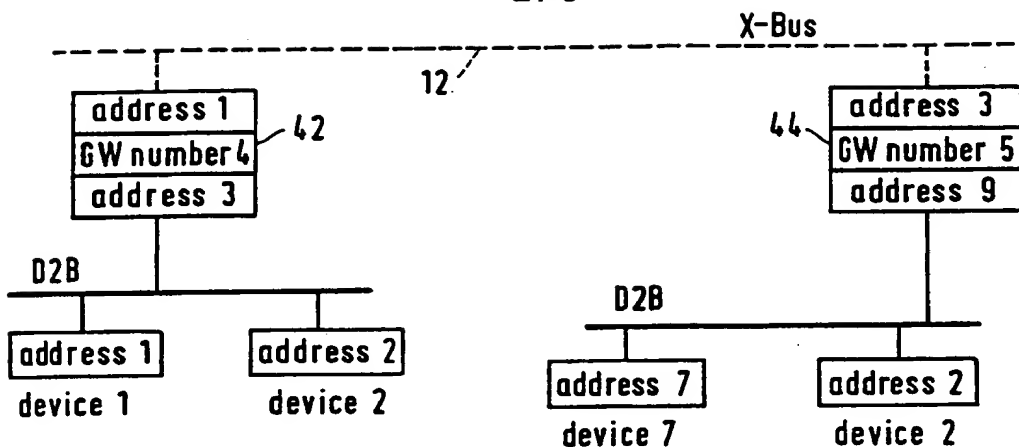 X-Bus
12
address 1
GW number 4
address 3
42
44
address 3
GW number 5
address 9
D2B
address 1
address 2
device 1
device 2
D2B
address 7
address 2
device 7
device 2